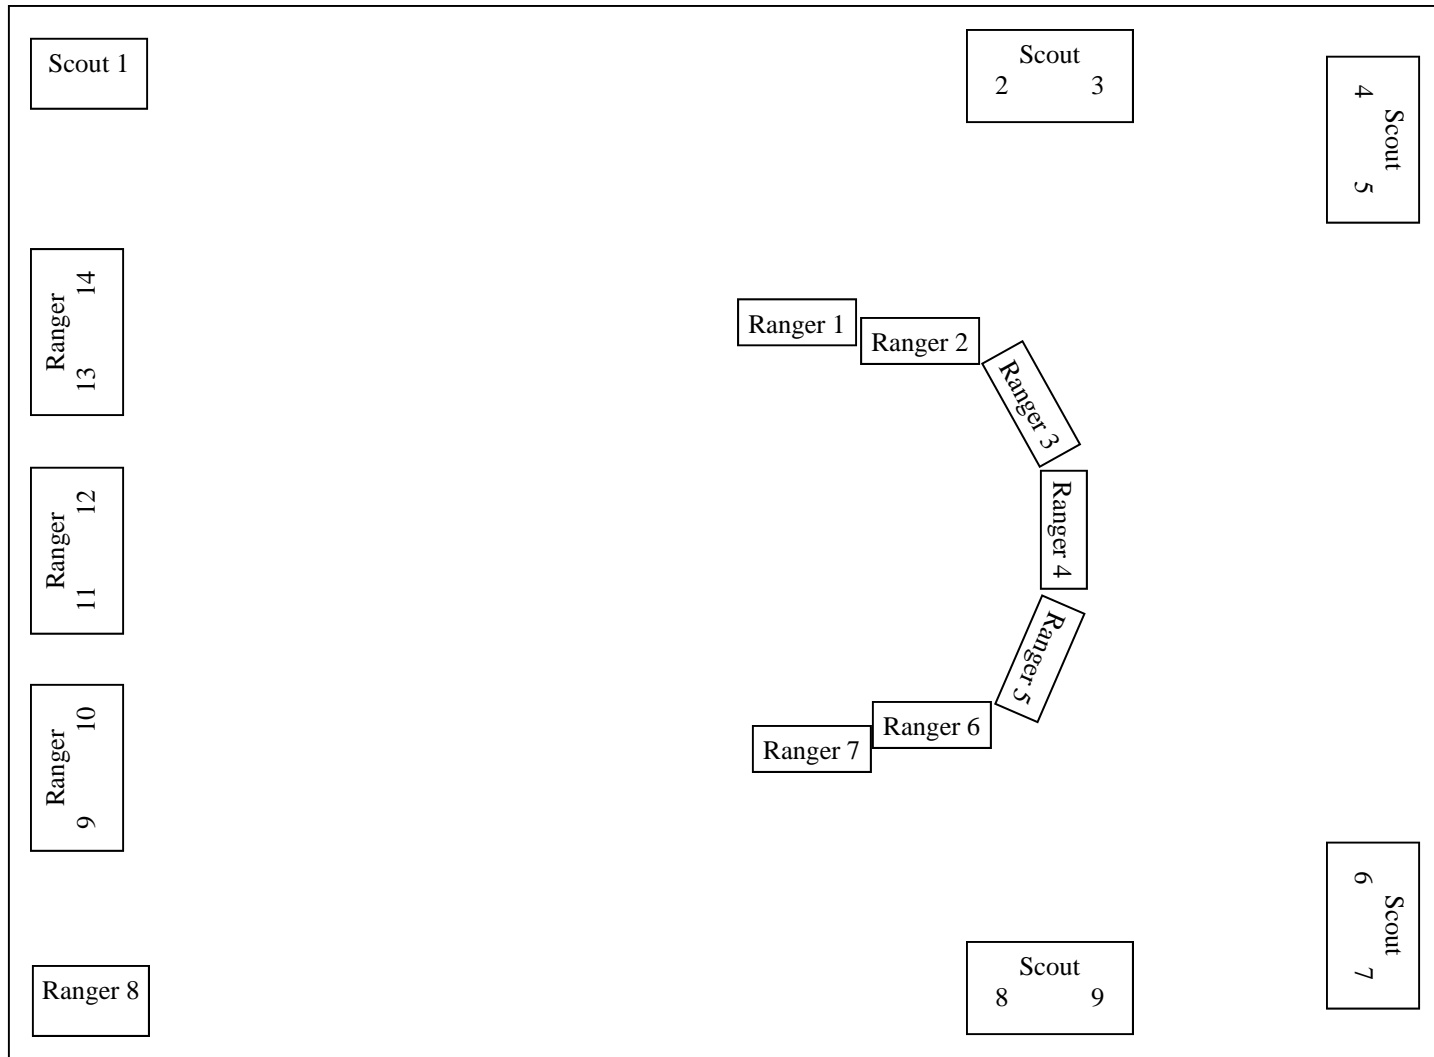 Scout 1
Scout
2 3
Scout
4 5
Ranger
13 14
Ranger 1
Ranger 2
Ranger 3
Ranger 4
Ranger 5
Ranger 6
Ranger 7
Ranger
11 12
Ranger
9 10
Scout
6 7
Ranger 8
Scout
8 9